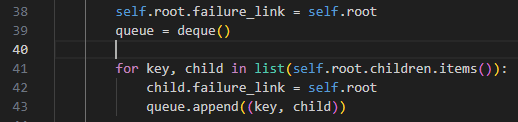 38 self.root.failure_link = self.root
39 queue = deque()
40
41 for key, child in list(self.root.children.items()):
42 child.failure_link = self.root
43 queue.append((key, child))